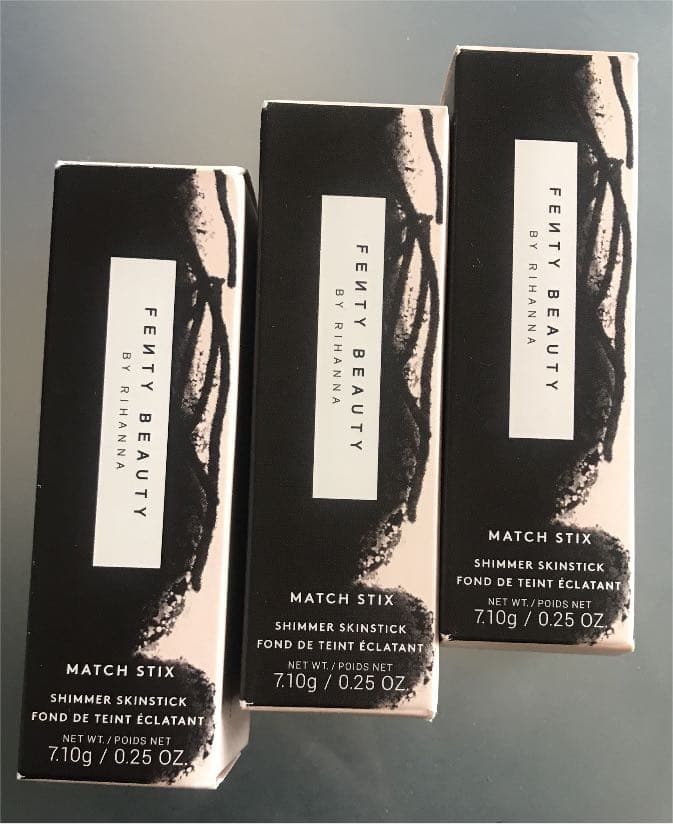 FEИTY BEAUTY
BY RIHANNA
MATCH STIX
SHIMMER SKINSTICK
FOND DE TEINT ÉCLATANT
NET WT. / POIDS NET
7.10g / 0.25 OZ.
FEИTY BEAUTY
BY RIHANNA
MATCH STIX
SHIMMER SKINSTICK
FOND DE TEINT ÉCLATANT
NET WT. / POIDS NET
7.10g / 0.25 OZ.
FEИTY BEAUTY
BY RIHANNA
MATCH STIX
SHIMMER SKINSTICK
FOND DE TEINT ÉCLATANT
NET WT. / POIDS NET
7.10g / 0.25 OZ.